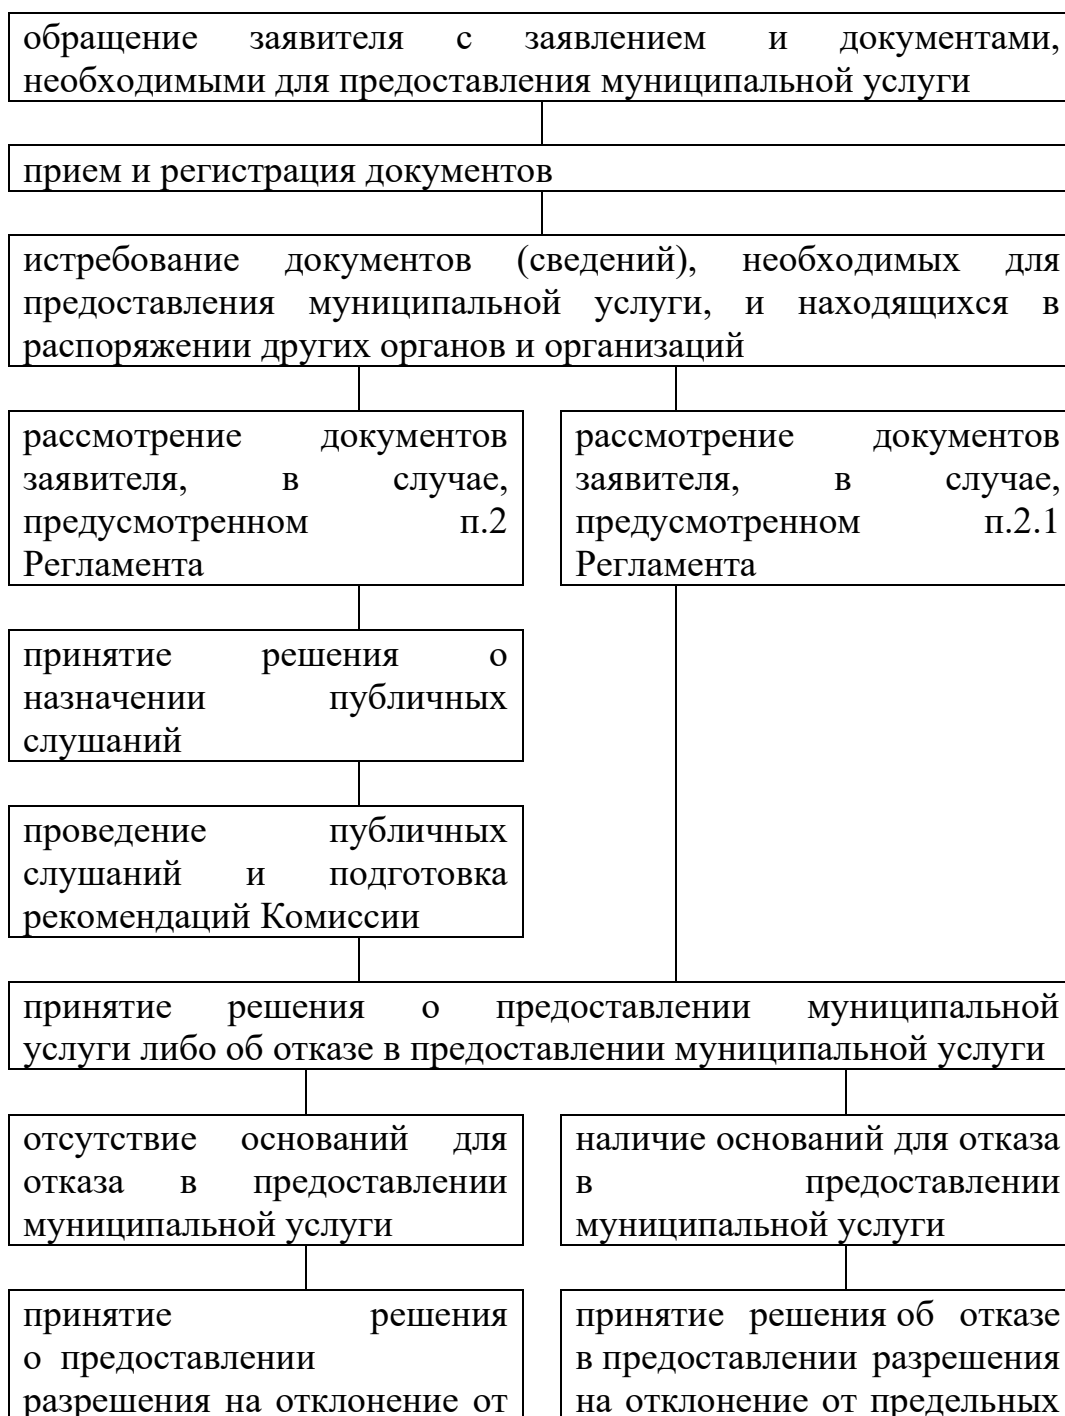 обращение заявителя с заявлением и документами,
необходимыми для предоставления муниципальной услуги
прием и регистрация документов
истребование документов (сведений), необходимых для
предоставления муниципальной услуги, и находящихся в
распоряжении других органов и организаций
рассмотрение документов
заявителя, в случае,
предусмотренном п.2
Регламента
рассмотрение документов
заявителя, в случае,
предусмотренном п.2.1
Регламента
принятие решения о
назначении публичных
слушаний
проведение публичных
слушаний и подготовка
рекомендаций Комиссии
принятие решения о предоставлении муниципальной
услуги либо об отказе в предоставлении муниципальной услуги
отсутствие оснований для
отказа в предоставлении
муниципальной услуги
наличие оснований для отказа
в предоставлении
муниципальной услуги
принятие решения
о предоставлении
разрешения на отклонение от
принятие решения об отказе
в предоставлении разрешения
на отклонение от предельных